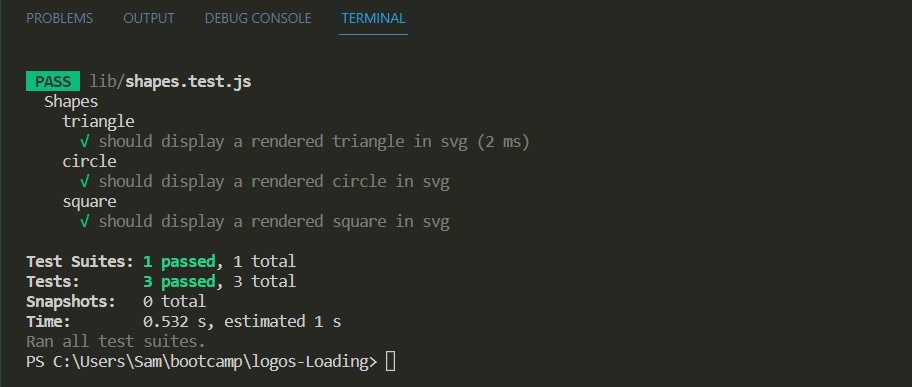 PROBLEMS OUTPUT DEBUG CONSOLE TERMINAL
PASS lib/shapes.test.js
Shapes
triangle
√ should display a rendered triangle in svg (2 ms)
circle
√ should display a rendered circle in svg
square
√ should display a rendered square in svg
Test Suites: 1 passed, 1 total
Tests: 3 passed, 3 total
Snapshots: 0 total
Time: 0.532 s, estimated 1 s
Ran all test suites.
PS C:\Users\Sam\bootcamp\logos-Loading>